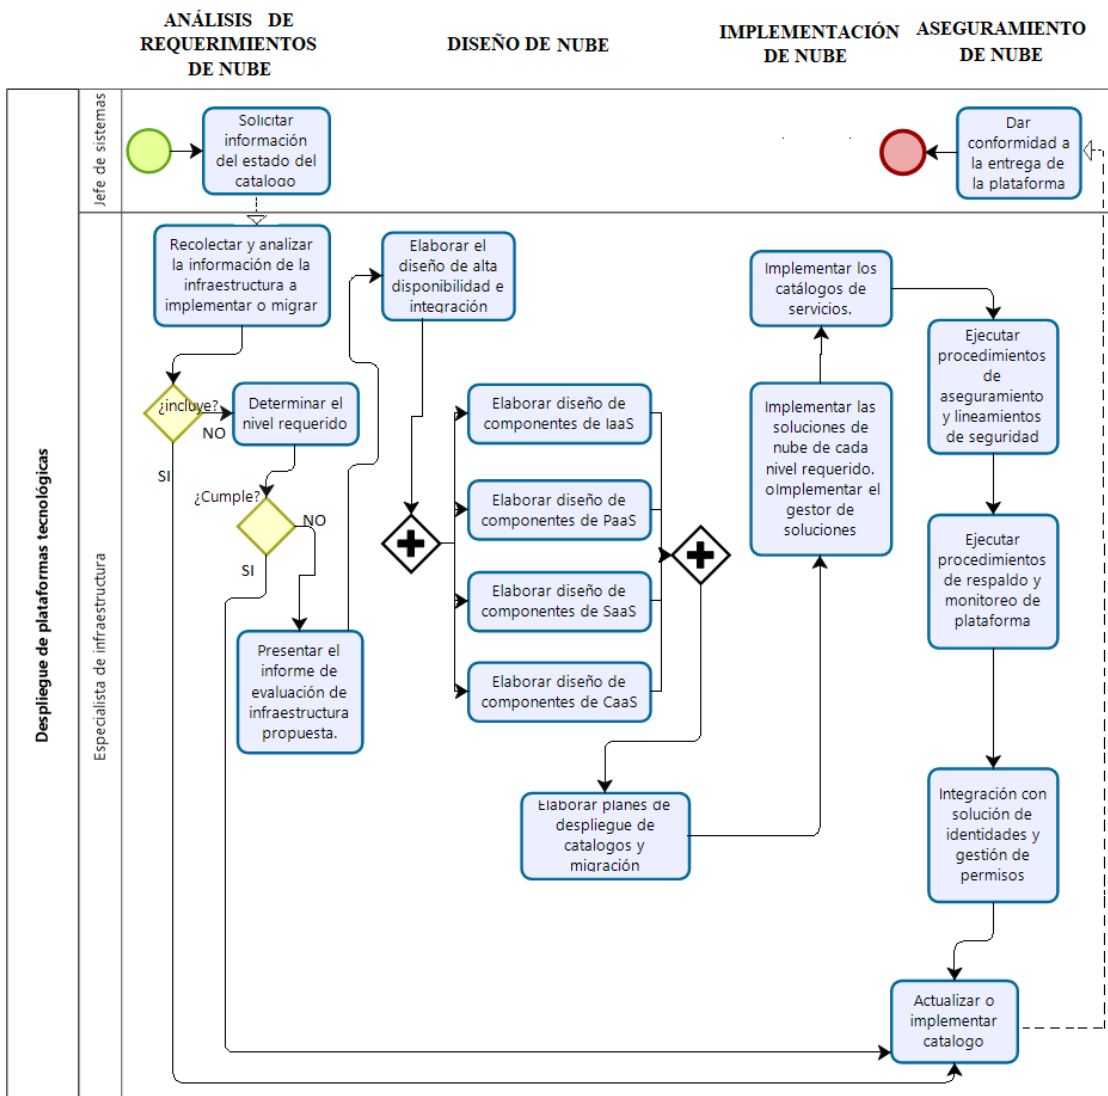 ANÁLISIS DE
REQUERIMIENTOS
DE NUBE
DISEÑO DE NUBE
IMPLEMENTACIÓN
DE NUBE
ASEGURAMIENTO
DE NUBE
Despliegue de plataformas tecnológicas
Jefe de sistemas
Solicitar
información
del estado del
catalogo
Dar
conformidad a
la entrega de
la plataforma
Especialista de infraestructura
Recolectar y analizar
la información de la
infraestructura a
implementar o migrar
¿incluye?
NO
SI
Determinar el
nivel requerido
¿Cumple?
NO
SI
Presentar el
informe de
evaluación de
infraestructura
propuesta.
Elaborar el
diseño de alta
disponibilidad e
integración
Elaborar diseño de
componentes de IaaS
Elaborar diseño de
componentes de PaaS
Elaborar diseño de
componentes de SaaS
Elaborar diseño de
componentes de CaaS
Elaborar planes de
despliegue de
catalogos y
migración
Implementar los
catálogos de
servicios.
Implementar las
soluciones de
nube de cada
nivel requerido.
oImplementar el
gestor de
soluciones
Ejecutar
procedimientos
de
aseguramiento
y lineamientos
de seguridad
Ejecutar
procedimientos
de respaldo y
monitoreo de
plataforma
Integración con
solución de
identidades y
gestión de
permisos
Actualizar o
implementar
catalogo